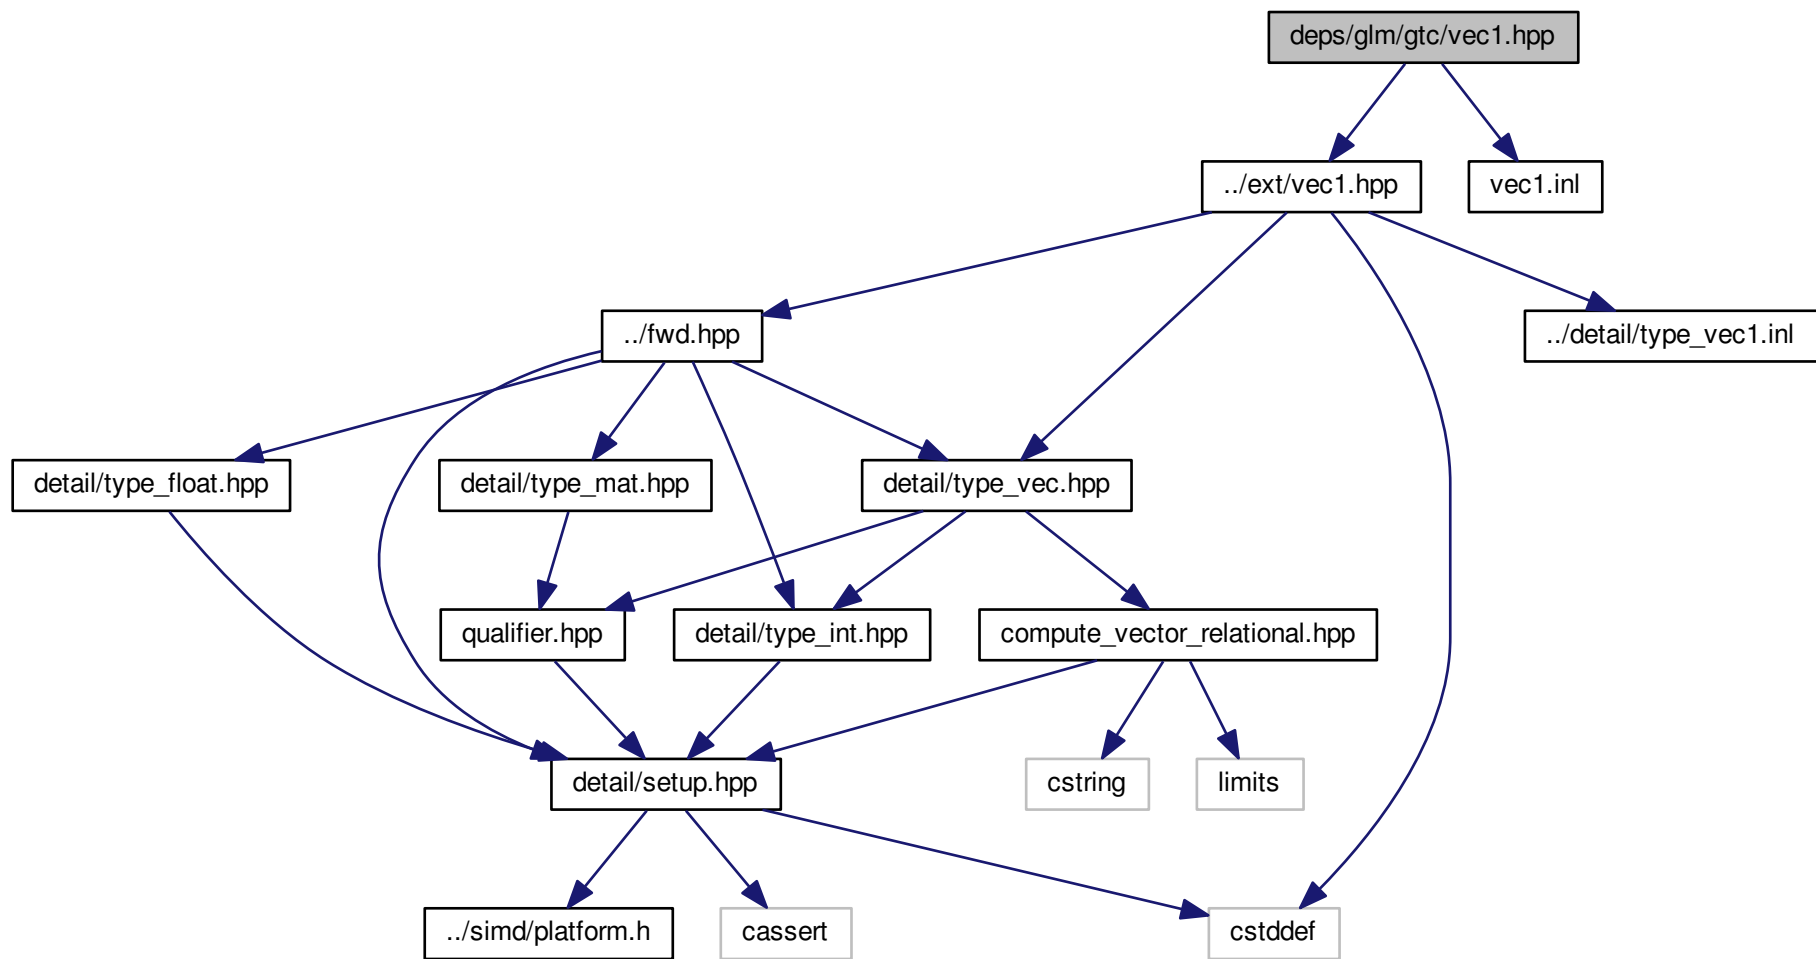 deps/glm/gtc/vec1.hpp
../ext/vec1.hpp
vec1.inl
../fwd.hpp
../detail/type_vec1.inl
detail/type_float.hpp
detail/type_mat.hpp
detail/type_vec.hpp
qualifier.hpp
detail/type_int.hpp
compute_vector_relational.hpp
detail/setup.hpp
cstring
limits
../simd/platform.h
cassert
cstddef